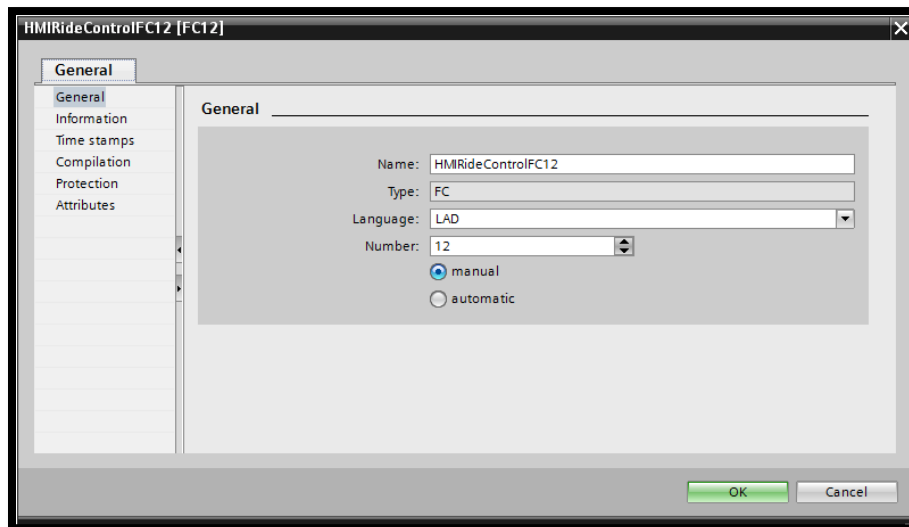 HMIRideControlFC12 [FC12]
General
General
Information
Time stamps
Compilation
Protection
Attributes
General
Name: HMIRideControlFC12
Type: FC
Language: LAD
Number: 12
manual
automatic
OK Cancel